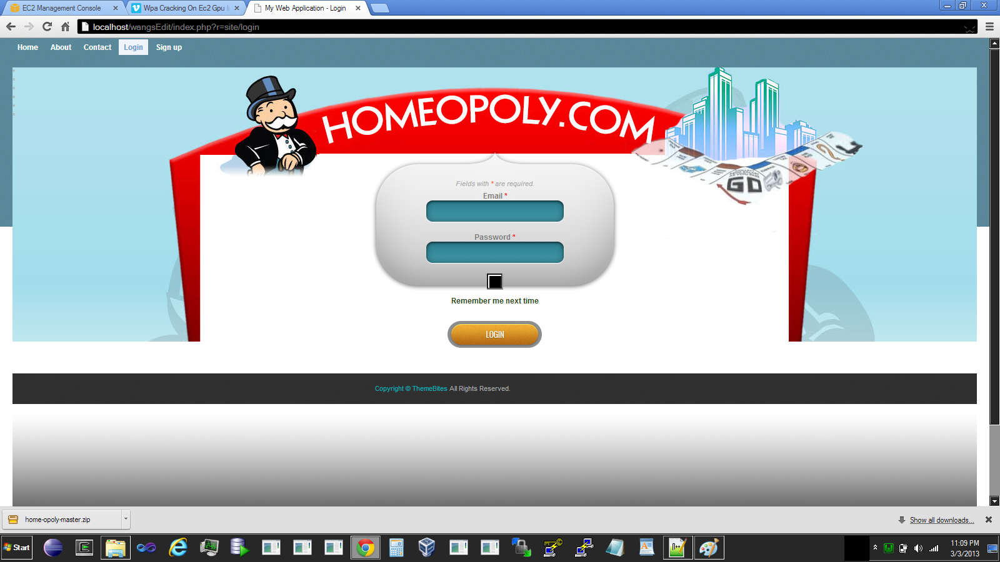 EC2 Management Console
Wpa Cracking On Ec2 Gpu
My Web Application - Login
localhost/wangsEdit/index.php?r=site/login
Home About Contact Login Sign up
HOMEOPOLY.COM
GO
Fields with * are required.
Email *
Password *
Remember me next time
LOGIN
Copyright © ThemeBites All Rights Reserved.
home-opoly-master.zip
Show all downloads...
Start
11:09 PM
3/3/2013